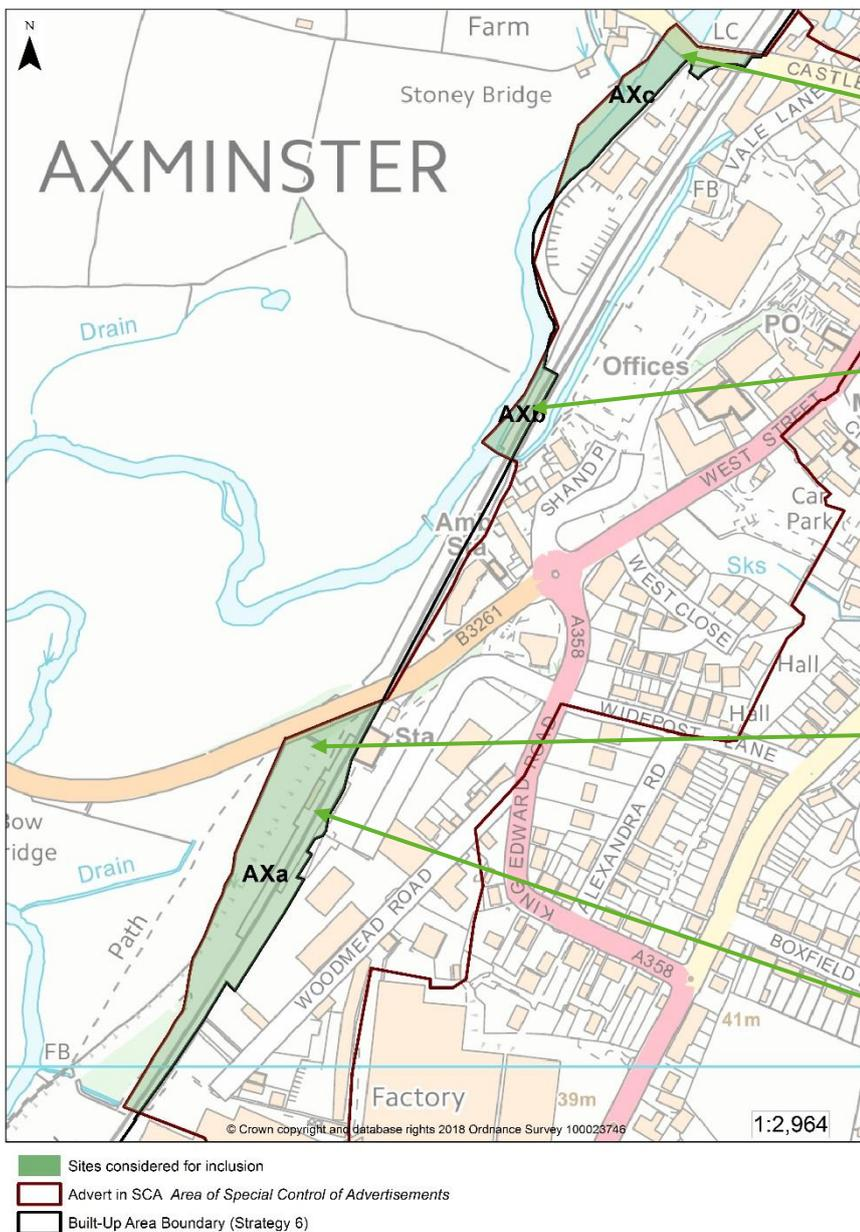 N
Farm
LC
CASTLE
Stoney Bridge
AXc
VALE LANE
AXMINSTER
FB
Drain
PO
Offices
AXb
WEST STREET
SHAND P
Car
Park
Amb
Sta
Sks
WEST CLOSE
B3261
A358
Hall
Hall
WIDEPOST LANE
Sta
KING EDWARD ROAD
ALEXANDRA RD
Bow
ridge
AXa
Drain
Path
WOODMEAD ROAD
BOXFIELD
A358
41m
FB
Factory
39m
© Crown copyright and database rights 2018 Ordnance Survey 100023746
1:2,964
Sites considered for inclusion
Advert in SCA Area of Special Control of Advertisements
Built-Up Area Boundary (Strategy 6)